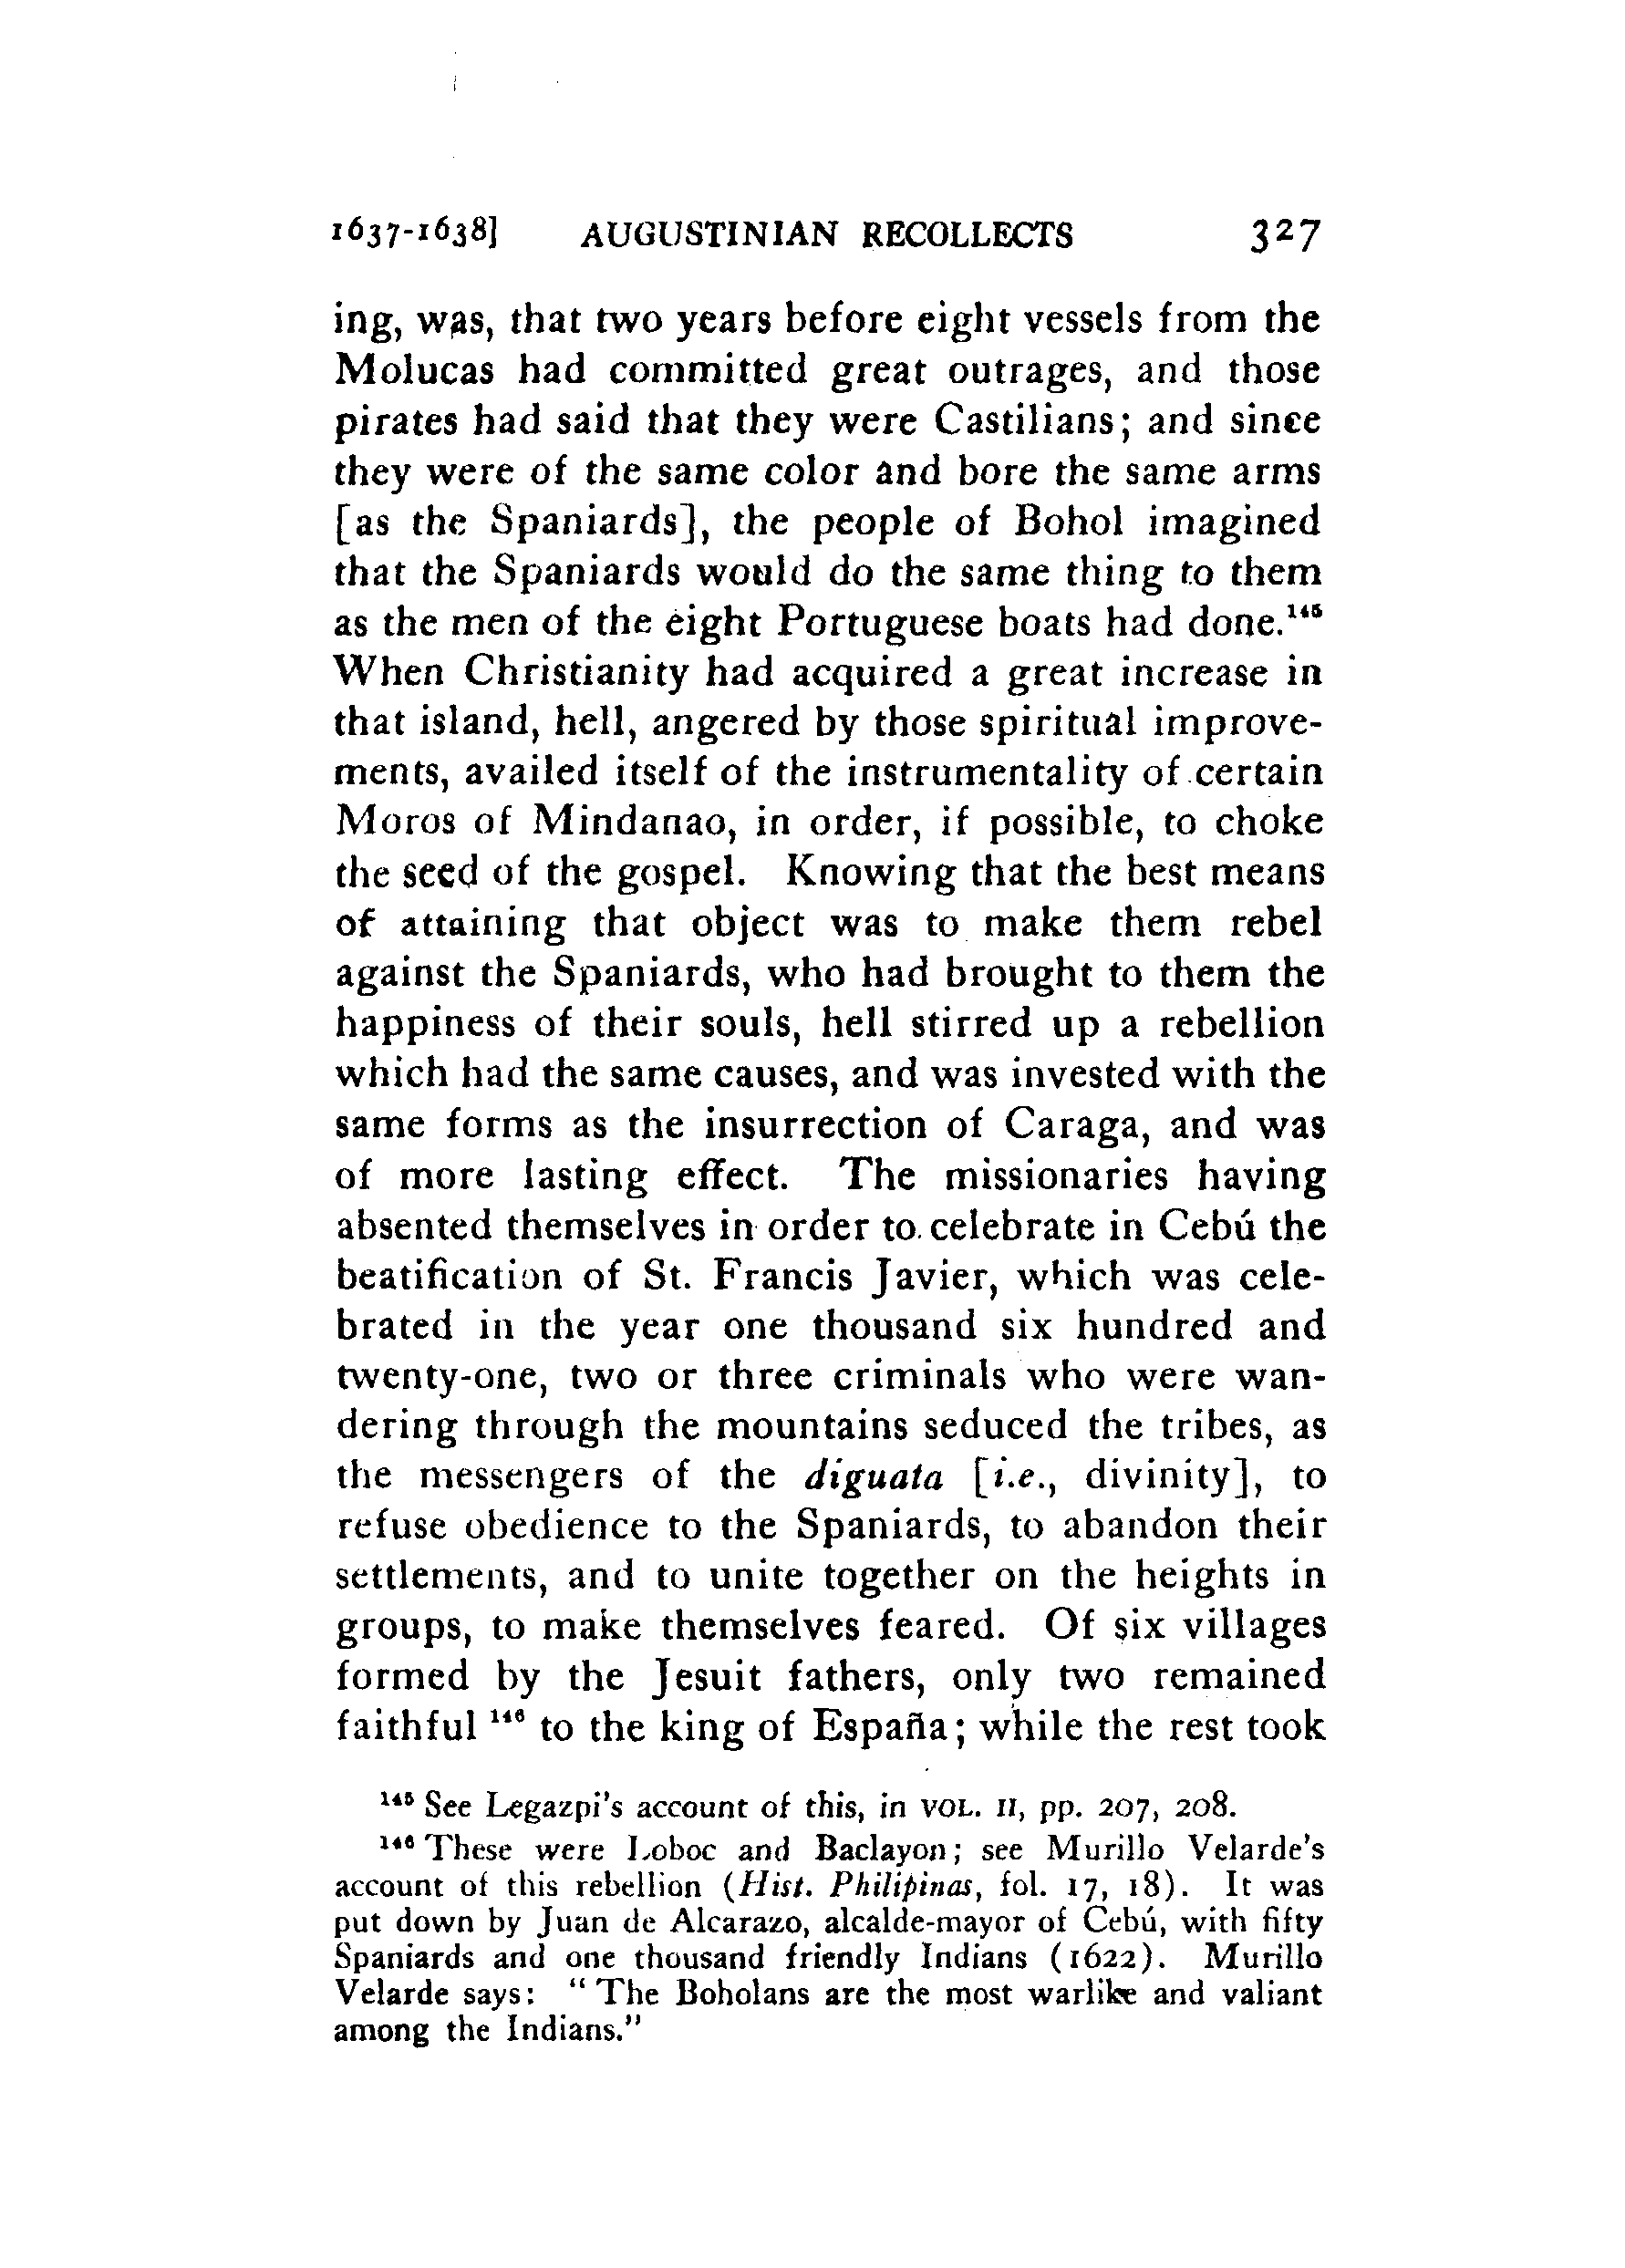 1637-1638] AUGUSTINIAN RECOLLECTS 327
ing, was, that two years before eight vessels from the
Molucas had committed great outrages, and those
pirates had said that they were Castilians; and since
they were of the same color and bore the same arms
[as the Spaniards], the people of Bohol imagined
that the Spaniards would do the same thing to them
as the men of the eight Portuguese boats had done.¹⁴⁵
When Christianity had acquired a great increase in
that island, hell, angered by those spiritual improve-
ments, availed itself of the instrumentality of certain
Moros of Mindanao, in order, if possible, to choke
the seed of the gospel. Knowing that the best means
of attaining that object was to make them rebel
against the Spaniards, who had brought to them the
happiness of their souls, hell stirred up a rebellion
which had the same causes, and was invested with the
same forms as the insurrection of Caraga, and was
of more lasting effect. The missionaries having
absented themselves in order to celebrate in Cebú the
beatification of St. Francis Javier, which was cele-
brated in the year one thousand six hundred and
twenty-one, two or three criminals who were wan-
dering through the mountains seduced the tribes, as
the messengers of the diguata [i.e., divinity], to
refuse obedience to the Spaniards, to abandon their
settlements, and to unite together on the heights in
groups, to make themselves feared. Of six villages
formed by the Jesuit fathers, only two remained
faithful ¹⁴⁶ to the king of España; while the rest took
¹⁴⁵ See Legazpi's account of this, in VOL. II, pp. 207, 208.
¹⁴⁶ These were Loboc and Baclayon; see Murillo Velarde's
account of this rebellion (Hist. Philipinas, fol. 17, 18). It was
put down by Juan de Alcarazo, alcalde-mayor of Cebú, with fifty
Spaniards and one thousand friendly Indians (1622). Murillo
Velarde says: "The Boholans are the most warlike and valiant
among the Indians."